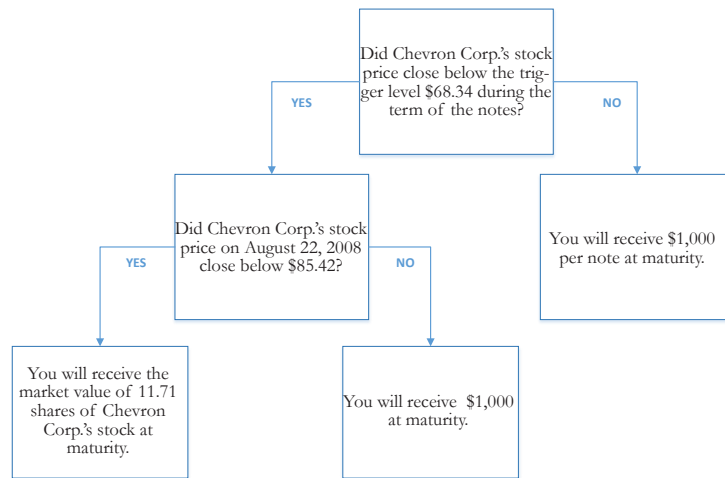 Did Chevron Corp.'s stock
price close below the trig-
ger level $68.34 during the
term of the notes?
YES
NO
Did Chevron Corp.'s stock
price on August 22, 2008
close below $85.42?
You will receive $1,000
per note at maturity.
YES
NO
You will receive the
market value of 11.71
shares of Chevron
Corp.'s stock at
maturity.
You will receive $1,000
at maturity.